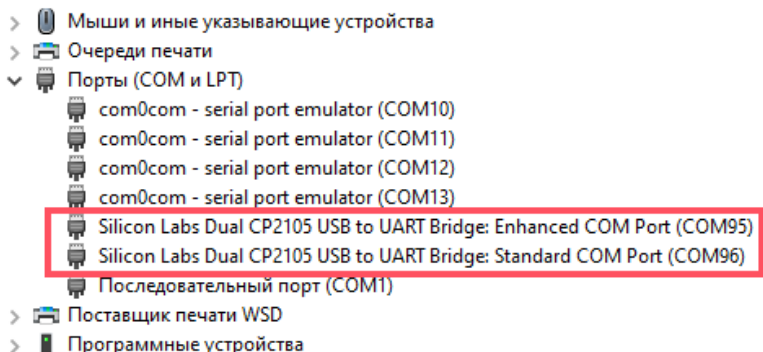 Мыши и иные указывающие устройства
Очереди печати
Порты (COM и LPT)
com0com - serial port emulator (COM10)
com0com - serial port emulator (COM11)
com0com - serial port emulator (COM12)
com0com - serial port emulator (COM13)
Silicon Labs Dual CP2105 USB to UART Bridge: Enhanced COM Port (COM95)
Silicon Labs Dual CP2105 USB to UART Bridge: Standard COM Port (COM96)
Последовательный порт (COM1)
Поставщик печати WSD
Программные устройства